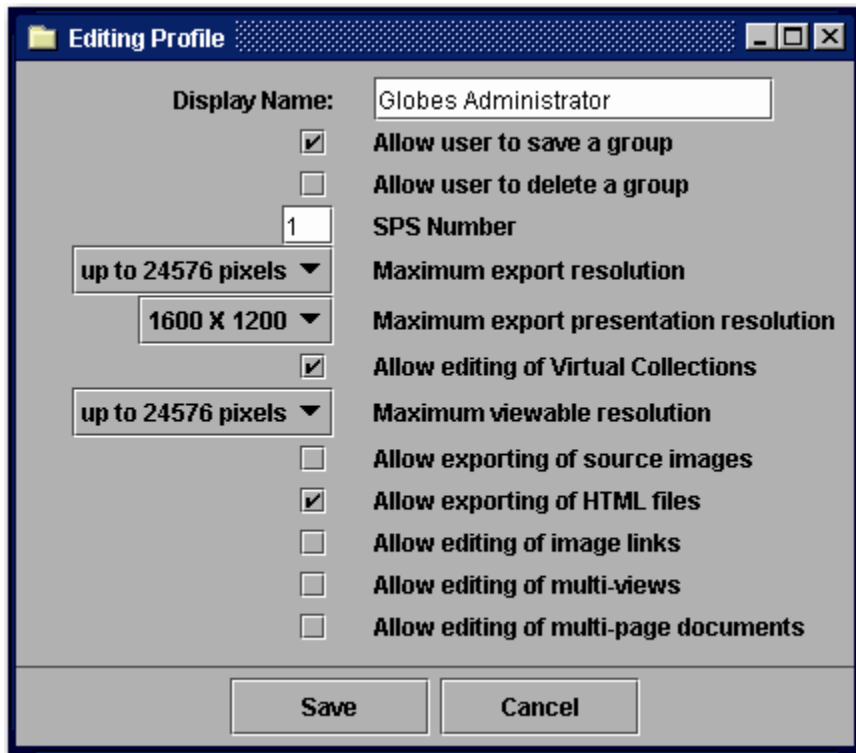 Editing Profile
Display Name: Globes Administrator
Allow user to save a group
Allow user to delete a group
1 SPS Number
up to 24576 pixels Maximum export resolution
1600 X 1200 Maximum export presentation resolution
Allow editing of Virtual Collections
up to 24576 pixels Maximum viewable resolution
Allow exporting of source images
Allow exporting of HTML files
Allow editing of image links
Allow editing of multi-views
Allow editing of multi-page documents
Save Cancel